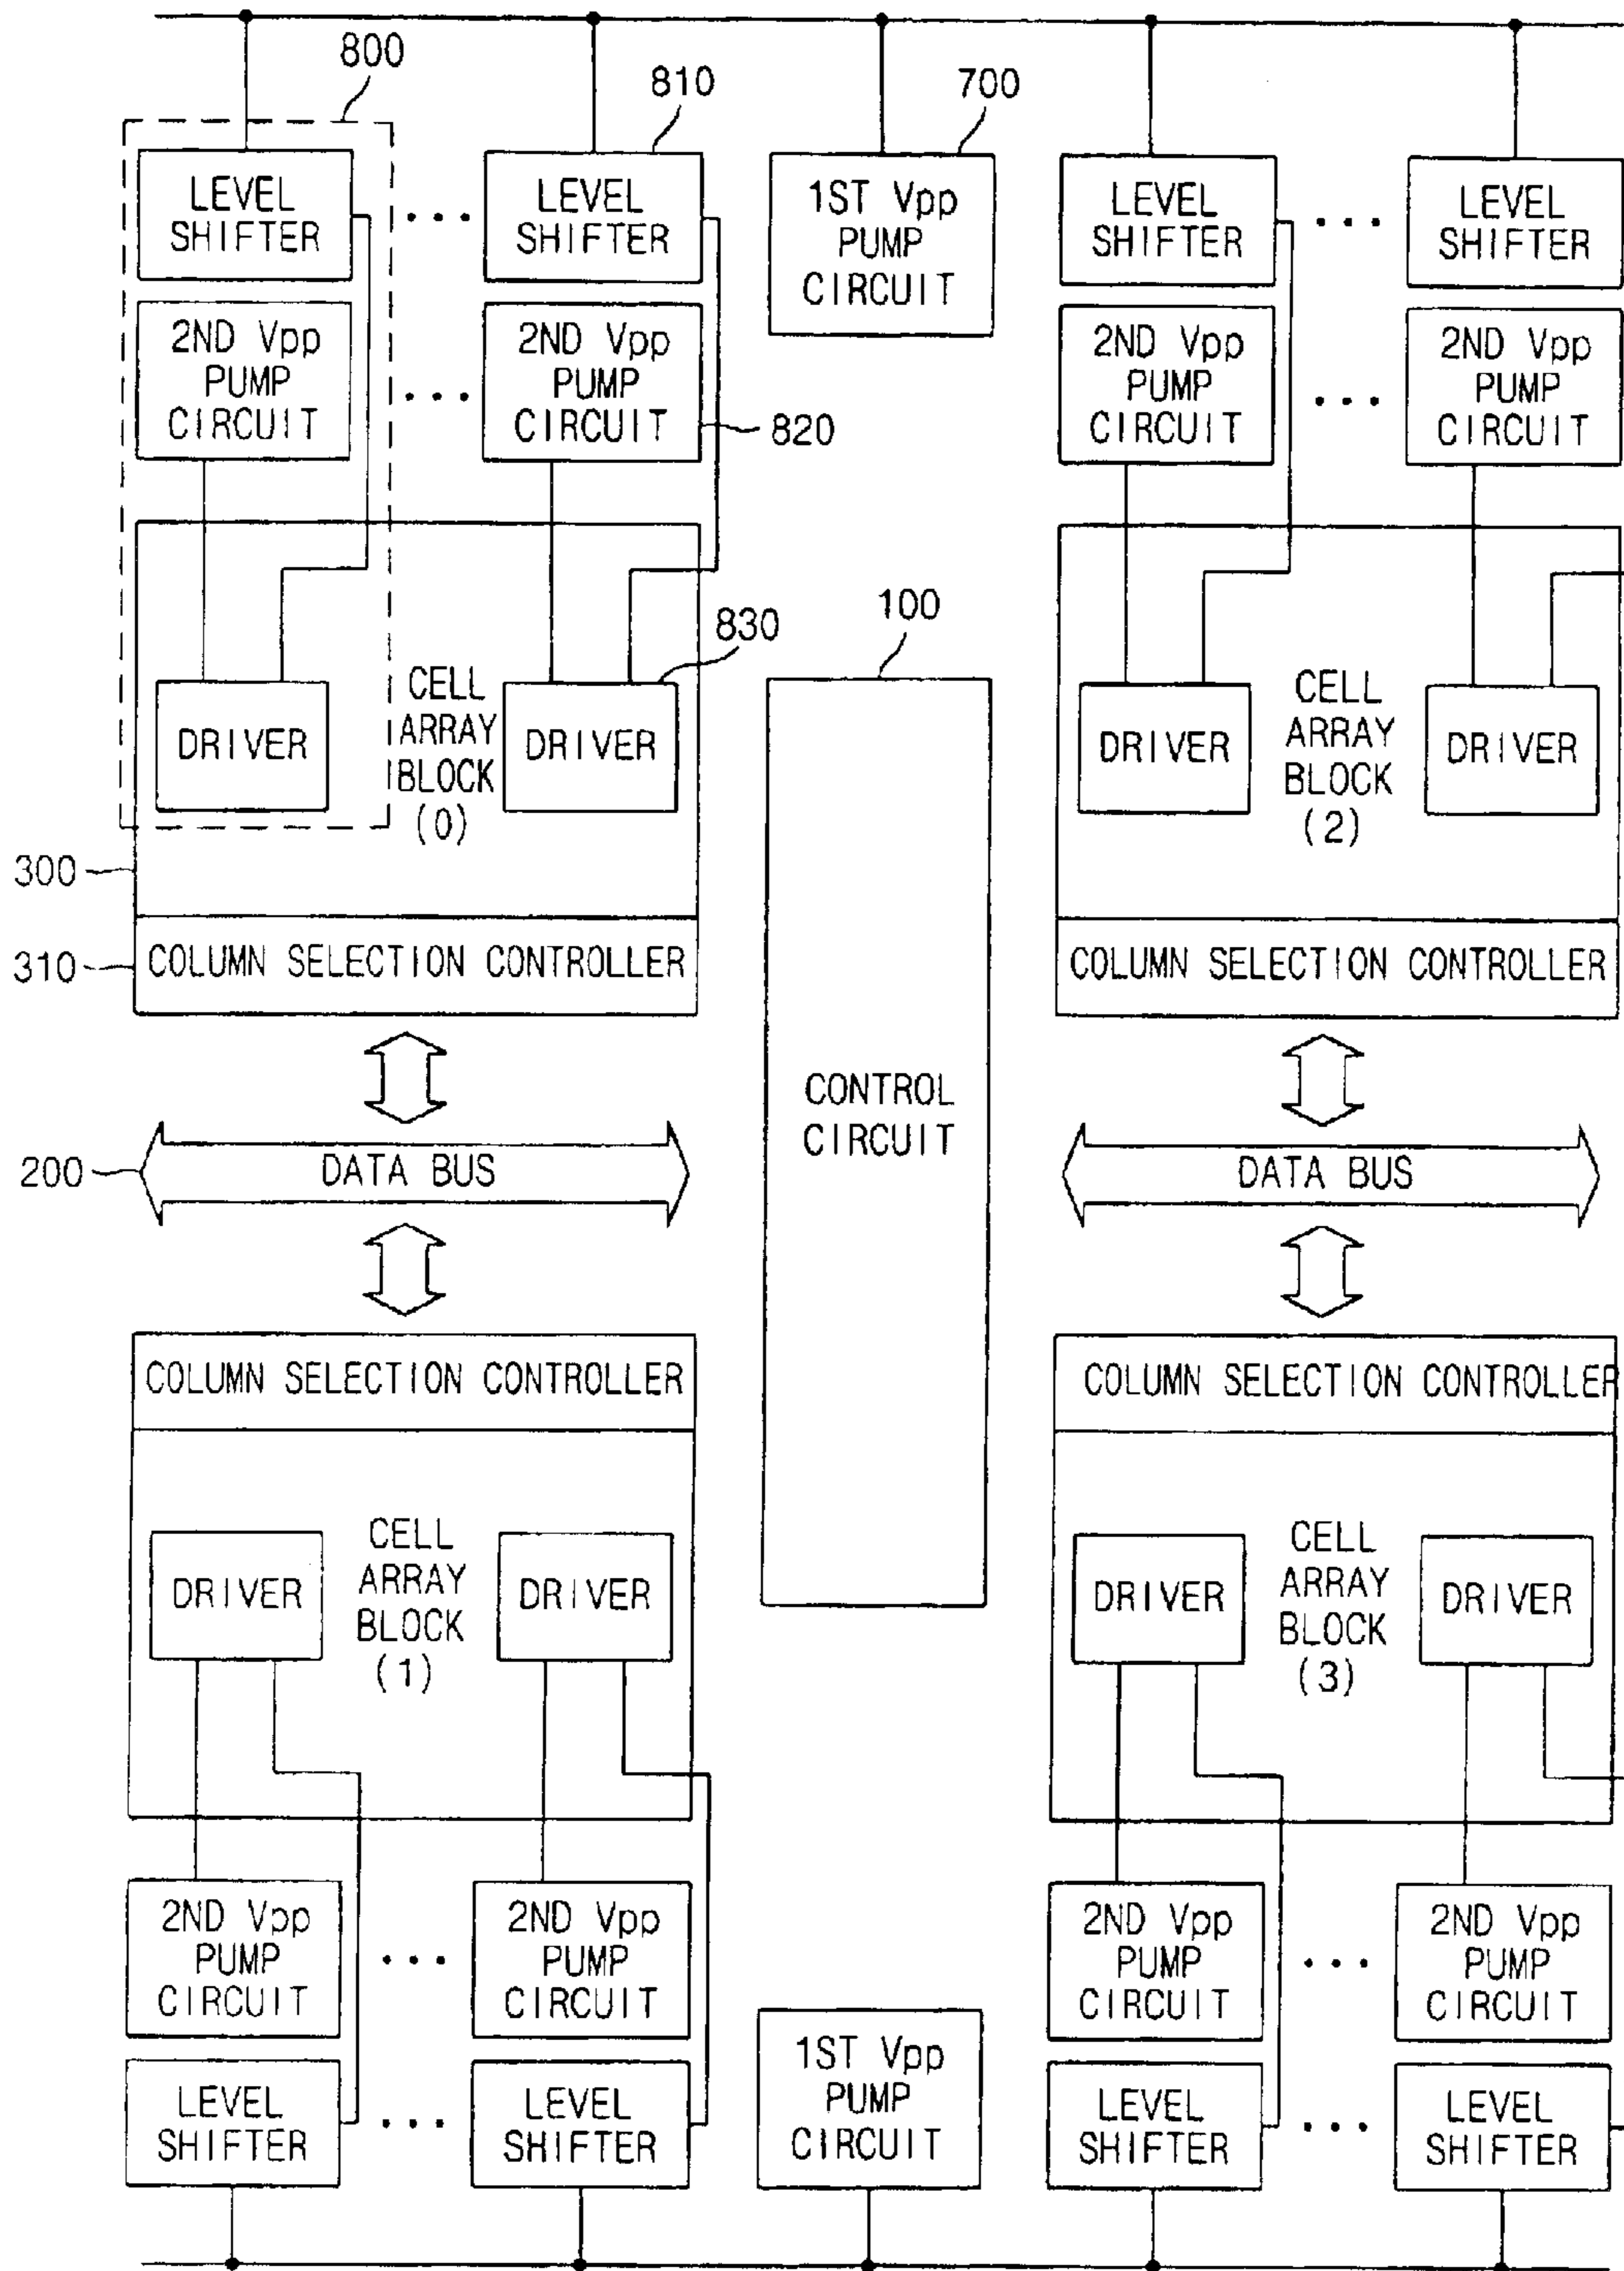 800
810
700
LEVEL
SHIFTER
...
LEVEL
SHIFTER
1ST Vpp
PUMP
CIRCUIT
LEVEL
SHIFTER
...
LEVEL
SHIFTER
2ND Vpp
PUMP
CIRCUIT
...
2ND Vpp
PUMP
CIRCUIT
820
2ND Vpp
PUMP
CIRCUIT
...
2ND Vpp
PUMP
CIRCUIT
100
830
DRIVER
CELL
ARRAY
BLOCK
(0)
DRIVER
DRIVER
CELL
ARRAY
BLOCK
(2)
DRIVER
300
310
COLUMN SELECTION CONTROLLER
COLUMN SELECTION CONTROLLER
CONTROL
CIRCUIT
200
DATA BUS
DATA BUS
COLUMN SELECTION CONTROLLER
COLUMN SELECTION CONTROLLER
DRIVER
CELL
ARRAY
BLOCK
(1)
DRIVER
DRIVER
CELL
ARRAY
BLOCK
(3)
DRIVER
2ND Vpp
PUMP
CIRCUIT
...
2ND Vpp
PUMP
CIRCUIT
2ND Vpp
PUMP
CIRCUIT
...
2ND Vpp
PUMP
CIRCUIT
1ST Vpp
PUMP
CIRCUIT
LEVEL
SHIFTER
...
LEVEL
SHIFTER
LEVEL
SHIFTER
...
LEVEL
SHIFTER